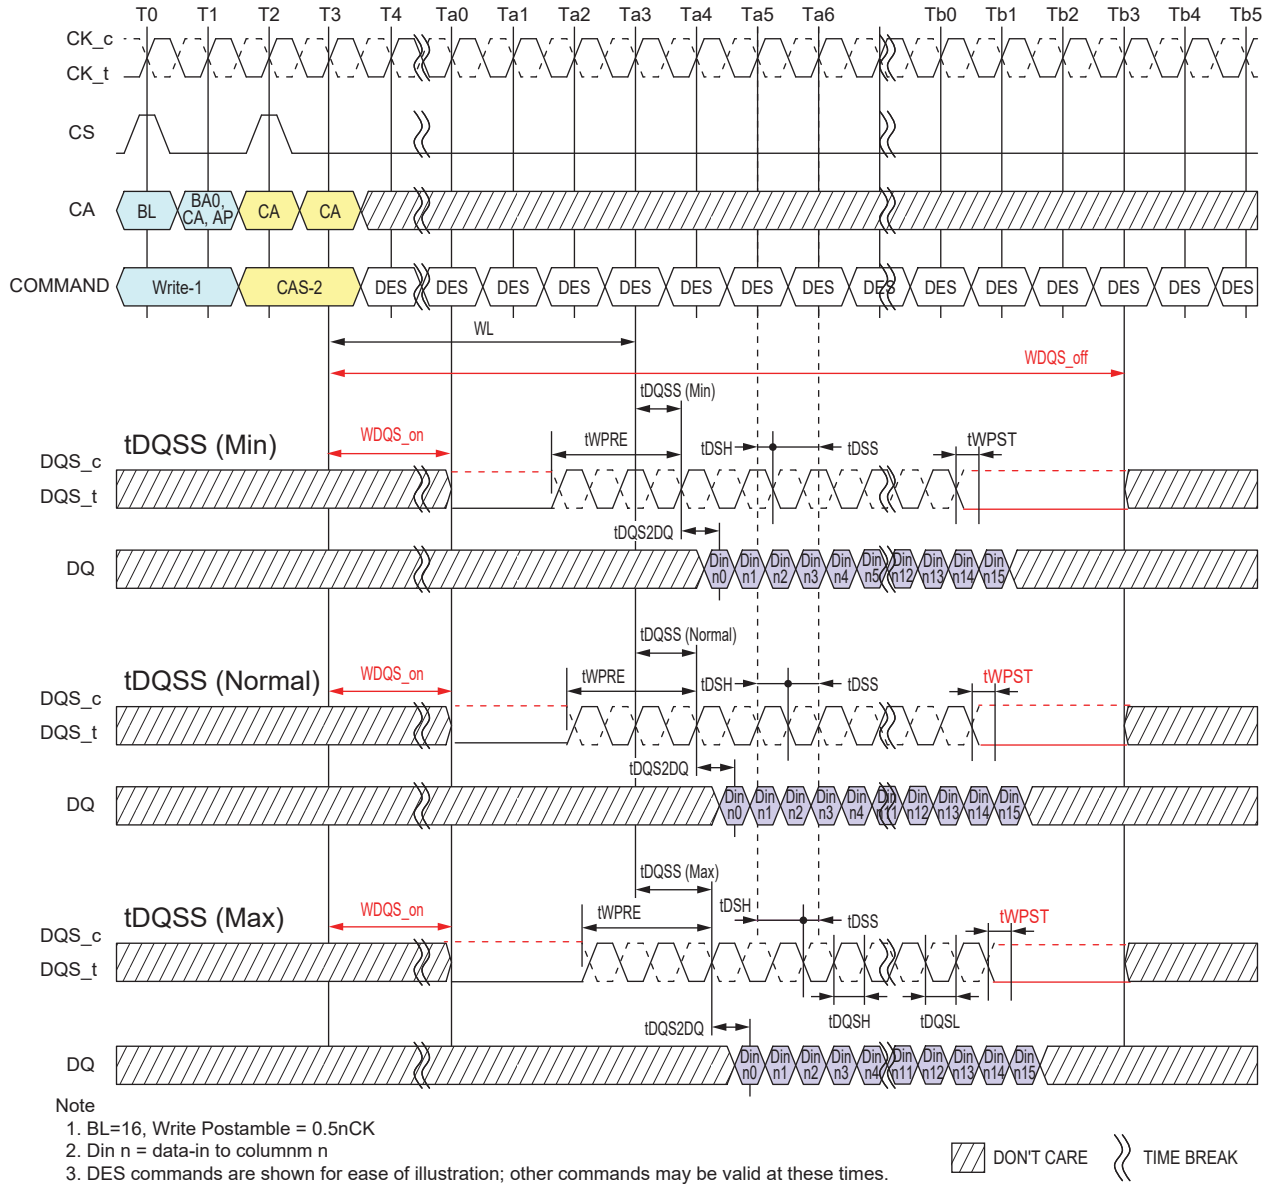 T0 T1 T2 T3 T4 Ta0 Ta1 Ta2 Ta3 Ta4 Ta5 Ta6 Tb0 Tb1 Tb2 Tb3 Tb4 Tb5
CK_c
CK_t
CS
CA BL BA0, CA, AP CA CA
COMMAND Write-1 CAS-2 DES DES DES DES DES DES DES DES DES DES DES DES DES DES DES
WL
WDQS_off
tDQSS (Min)
tDQSS (Min) WDQS_on tWPRE tDSH tDSS tWPST
DQS_c
DQS_t
tDQS2DQ
DQ Din n0 Din n1 Din n2 Din n3 Din n4 Din n5 Din n12 Din n13 Din n14 Din n15
tDQSS (Normal)
tDQSS (Normal) WDQS_on tWPRE tDSH tDSS tWPST
DQS_c
DQS_t
tDQS2DQ
DQ Din n0 Din n1 Din n2 Din n3 Din n4 Din n11 Din n12 Din n13 Din n14 Din n15
tDQSS (Max)
tDQSS (Max) WDQS_on tWPRE tDSH tDSS tWPST
DQS_c
DQS_t
tDQS2DQ tDQSH tDQSL
DQ Din n0 Din n1 Din n2 Din n3 Din n4 Din n11 Din n12 Din n13 Din n14 Din n15
Note
1. BL=16, Write Postamble = 0.5nCK
2. Din n = data-in to columnm n
3. DES commands are shown for ease of illustration; other commands may be valid at these times.
DON'T CARE TIME BREAK